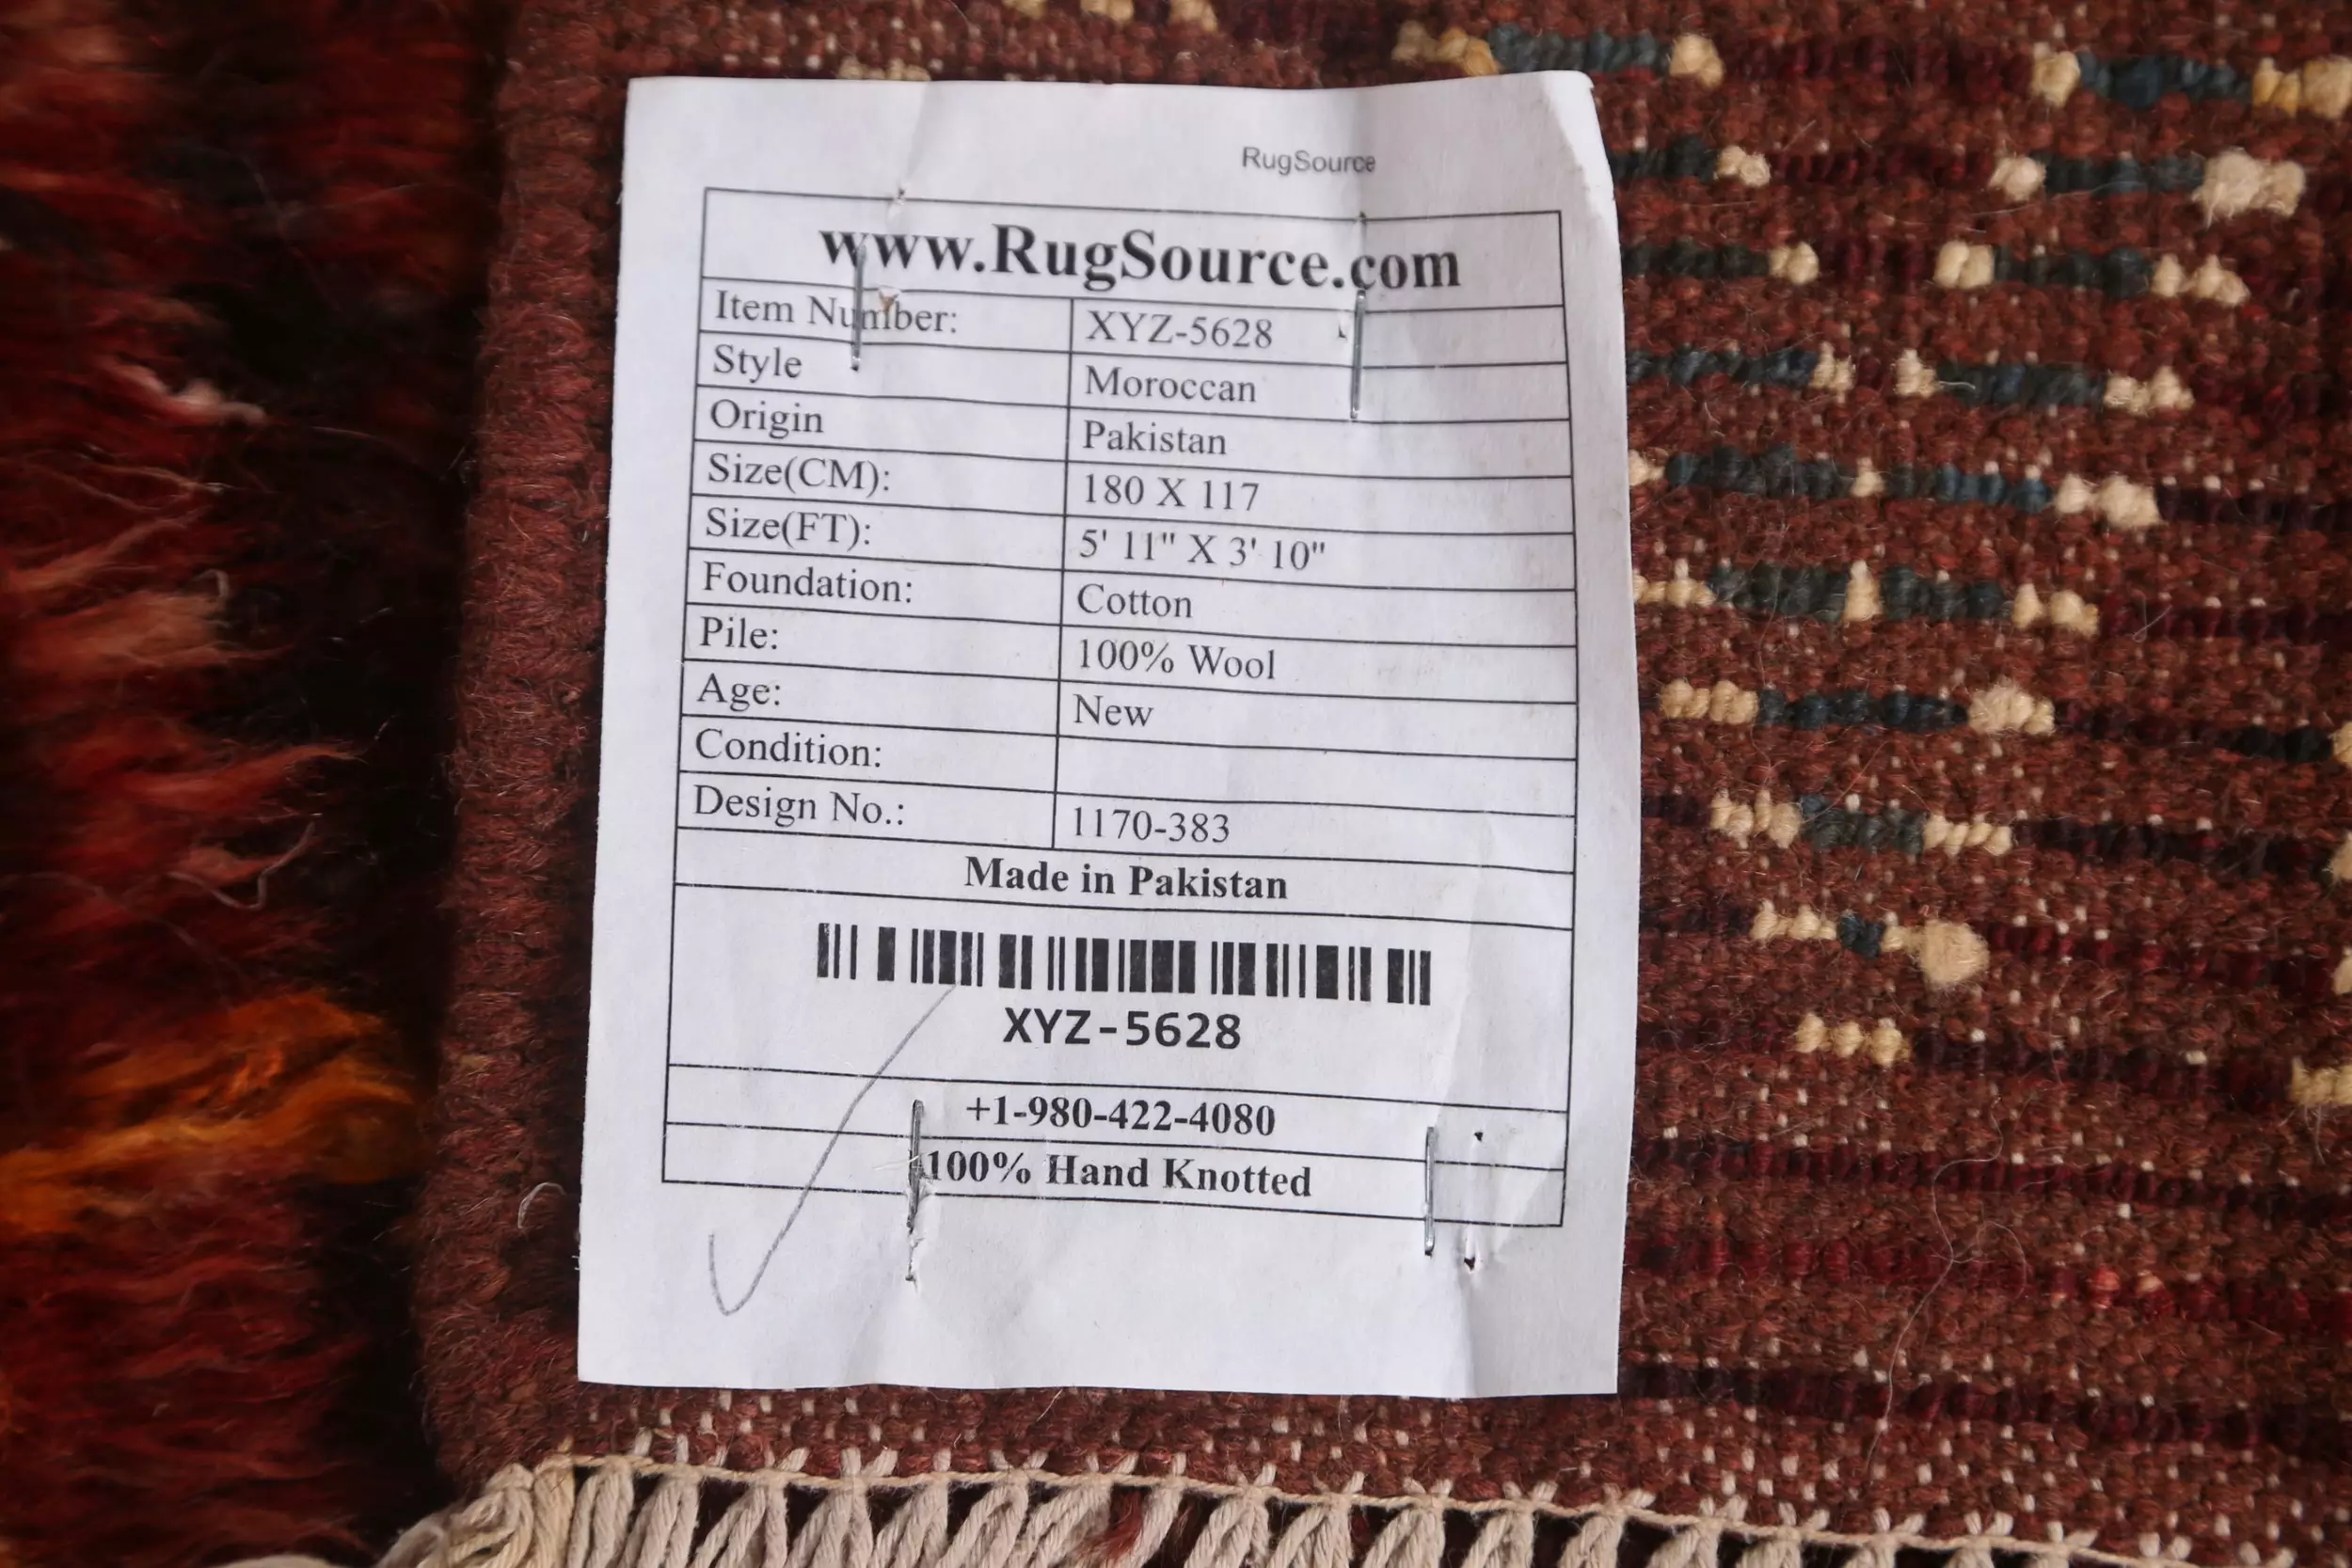 RugSource
www.RugSource.com
Item Number: XYZ-5628
Style Moroccan
Origin Pakistan
Size(CM): 180 X 117
Size(FT): 5' 11" X 3' 10"
Foundation: Cotton
Pile: 100% Wool
Age: New
Condition:
Design No.: 1170-383
Made in Pakistan
XYZ-5628
+1-980-422-4080
100% Hand Knotted